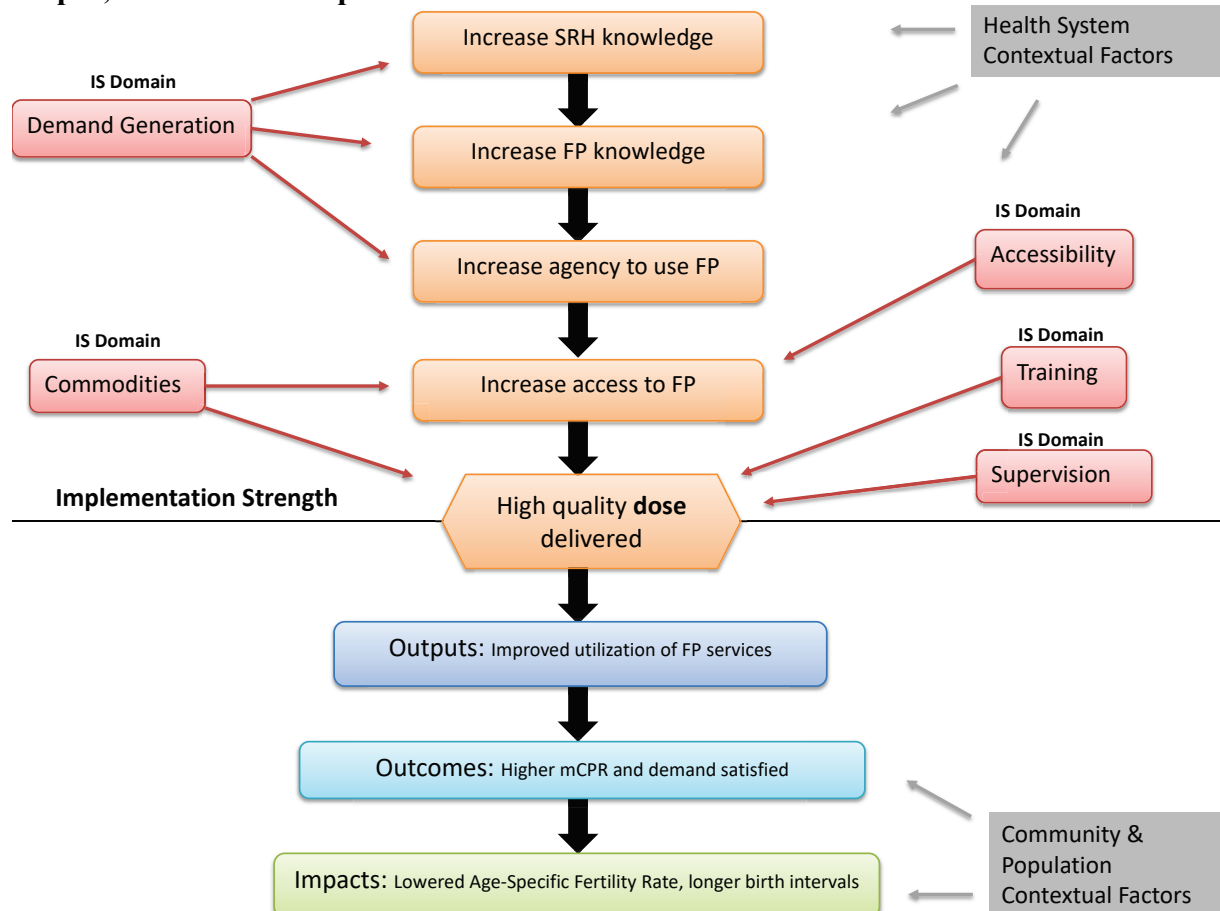 Increase SRH knowledge
Health System
Contextual Factors
IS Domain
Demand Generation
Increase FP knowledge
IS Domain
Accessibility
Increase agency to use FP
IS Domain
Commodities
Increase access to FP
IS Domain
Training
IS Domain
Supervision
Implementation Strength
High quality dose
delivered
Outputs: Improved utilization of FP services
Outcomes: Higher mCPR and demand satisfied
Community &
Population
Contextual Factors
Impacts: Lowered Age-Specific Fertility Rate, longer birth intervals